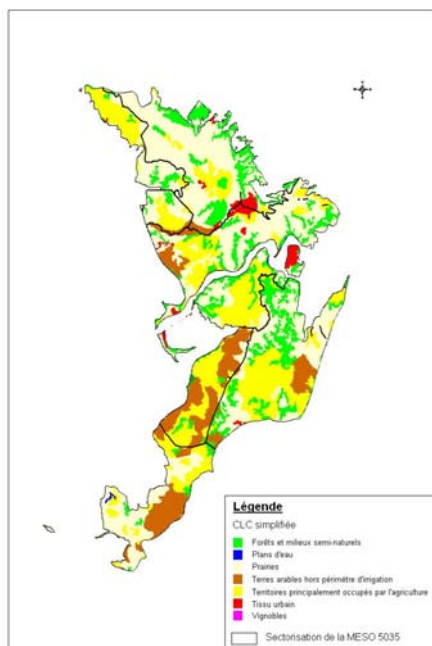 Légende
CLC simplifiée
Forêts et milieux semi-naturels
Plans d'eau
Prairies
Terres arables hors périmètre d'irrigation
Territoires principalement occupés par l'agriculture
Tissu urbain
Vignobles
Sectorisation de la MESO 5035